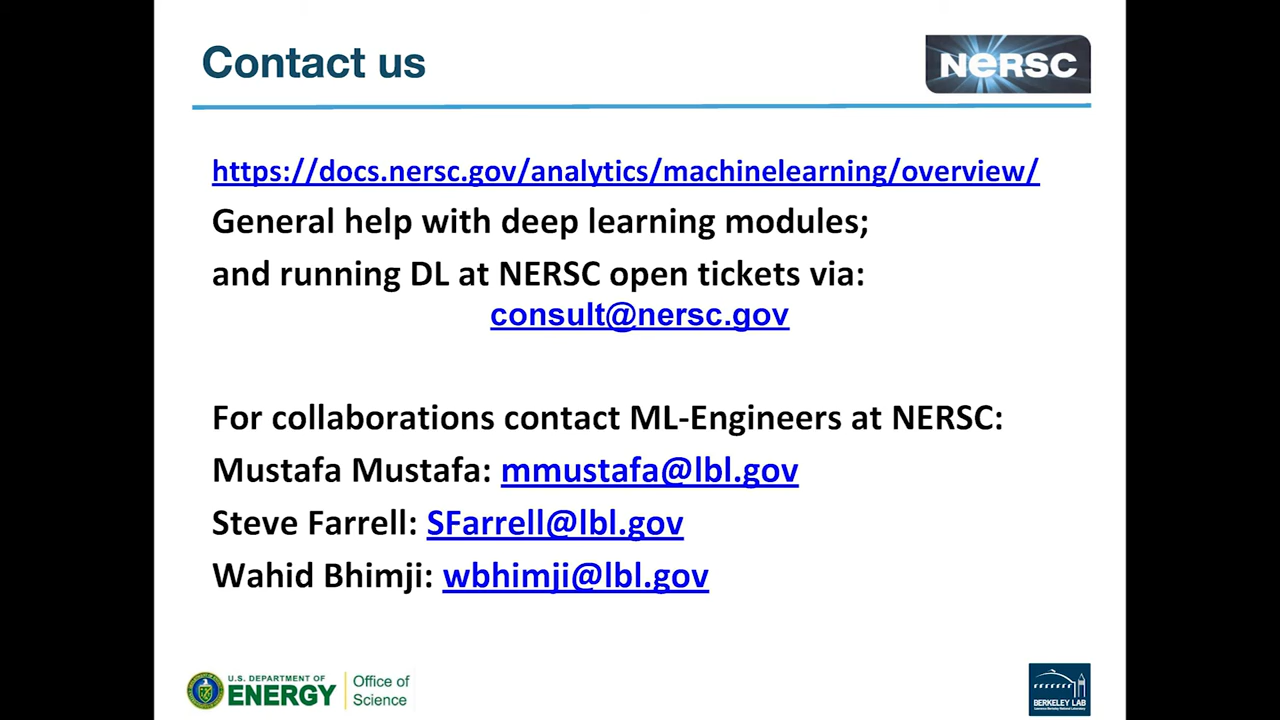 Contact us
NERSC
https://docs.nersc.gov/analytics/machinelearning/overview/
General help with deep learning modules;
and running DL at NERSC open tickets via:
consult@nersc.gov
For collaborations contact ML-Engineers at NERSC:
Mustafa Mustafa: mmustafa@lbl.gov
Steve Farrell: SFarrell@lbl.gov
Wahid Bhimji: wbhimji@lbl.gov
U.S. DEPARTMENT OF
ENERGY
Office of
Science
BERKELEY LAB